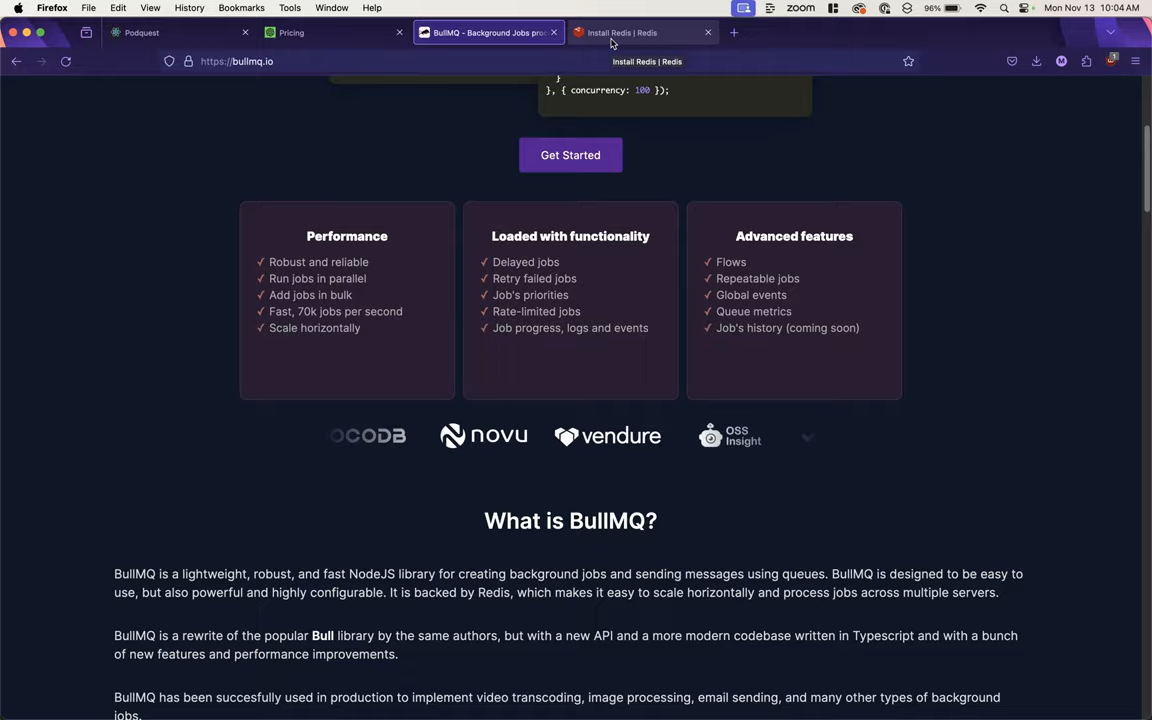 Firefox File Edit View History Bookmarks Tools Window Help zoom 96% Mon Nov 13 10:04 AM
Podquest Pricing BullMQ - Background Jobs proc Install Redis | Redis
https://bullmq.io
Install Redis | Redis
}
}, { concurrency: 100 });
Get Started
Performance
✓ Robust and reliable
✓ Run jobs in parallel
✓ Add jobs in bulk
✓ Fast, 70k jobs per second
✓ Scale horizontally
Loaded with functionality
✓ Delayed jobs
✓ Retry failed jobs
✓ Job's priorities
✓ Rate-limited jobs
✓ Job progress, logs and events
Advanced features
✓ Flows
✓ Repeatable jobs
✓ Global events
✓ Queue metrics
✓ Job's history (coming soon)
OCODB novu vendure OSS Insight
What is BullMQ?
BullMQ is a lightweight, robust, and fast NodeJS library for creating background jobs and sending messages using queues. BullMQ is designed to be easy to
use, but also powerful and highly configurable. It is backed by Redis, which makes it easy to scale horizontally and process jobs across multiple servers.
BullMQ is a rewrite of the popular Bull library by the same authors, but with a new API and a more modern codebase written in Typescript and with a bunch
of new features and performance improvements.
BullMQ has been succesfully used in production to implement video transcoding, image processing, email sending, and many other types of background
jobs.